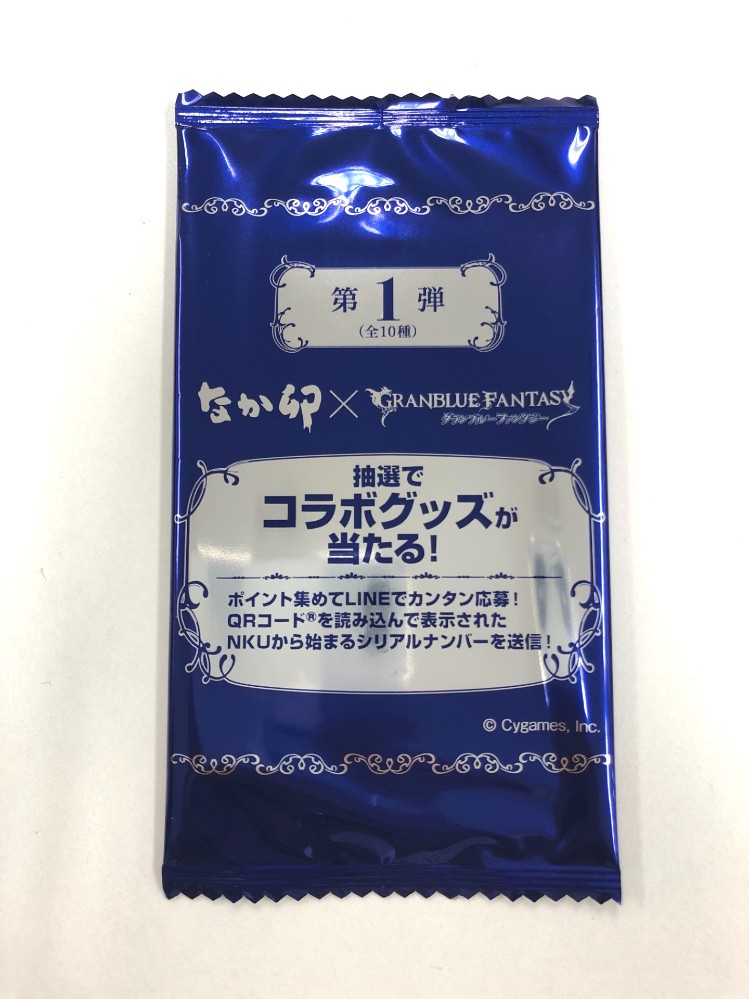 第1弾
(全10種)
なか卯×GRANBLUE FANTASY
グランブルーファンタジー
抽選で
コラボグッズが
当たる!
ポイント集めてLINEでカンタン応募!
QRコード®を読み込んで表示された
NKUから始まるシリアルナンバーを送信!
© Cygames, Inc.